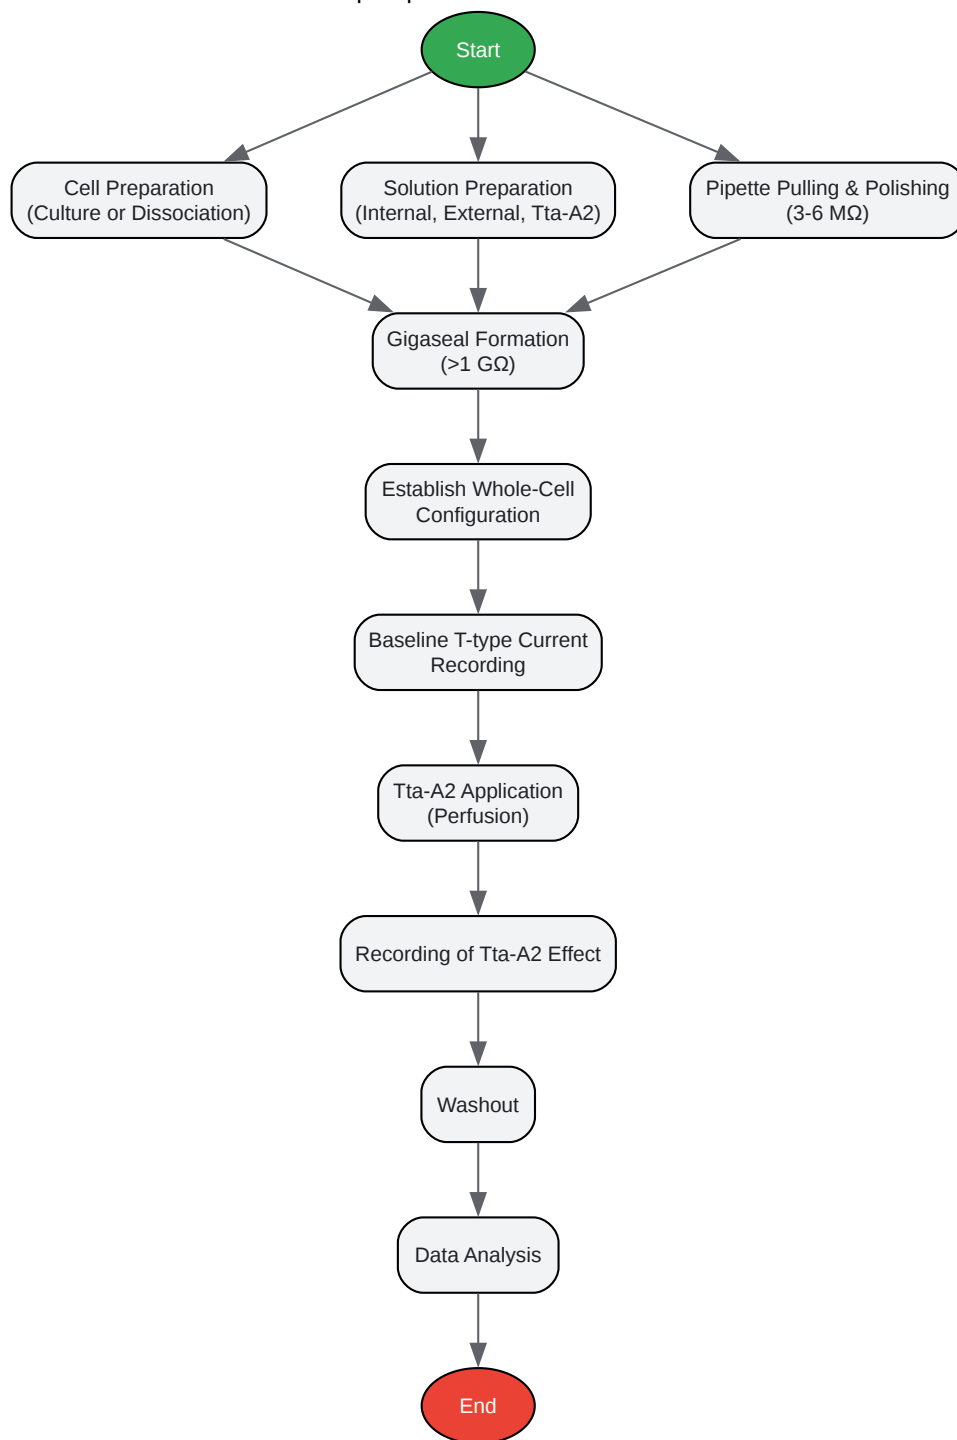 Start
Cell Preparation
(Culture or Dissociation)
Solution Preparation
(Internal, External, Tta-A2)
Pipette Pulling & Polishing
(3-6 MΩ)
Gigaseal Formation
(>1 GΩ)
Establish Whole-Cell
Configuration
Baseline T-type Current
Recording
Tta-A2 Application
(Perfusion)
Recording of Tta-A2 Effect
Washout
Data Analysis
End